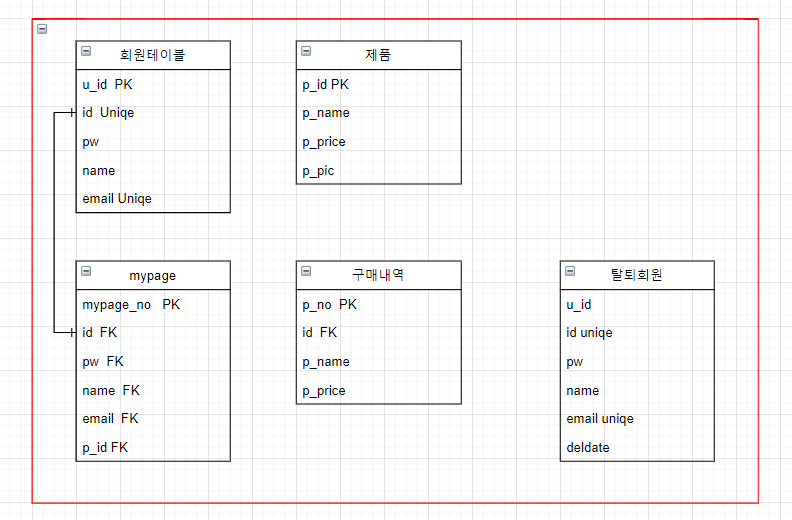 회원테이블
u_id PK
id Uniqe
pw
name
email Uniqe
제품
p_id PK
p_name
p_price
p_pic
mypage
mypage_no PK
id FK
pw FK
name FK
email FK
p_id FK
구매내역
p_no PK
id FK
p_name
p_price
탈퇴회원
u_id
id uniqe
pw
name
email uniqe
deldate